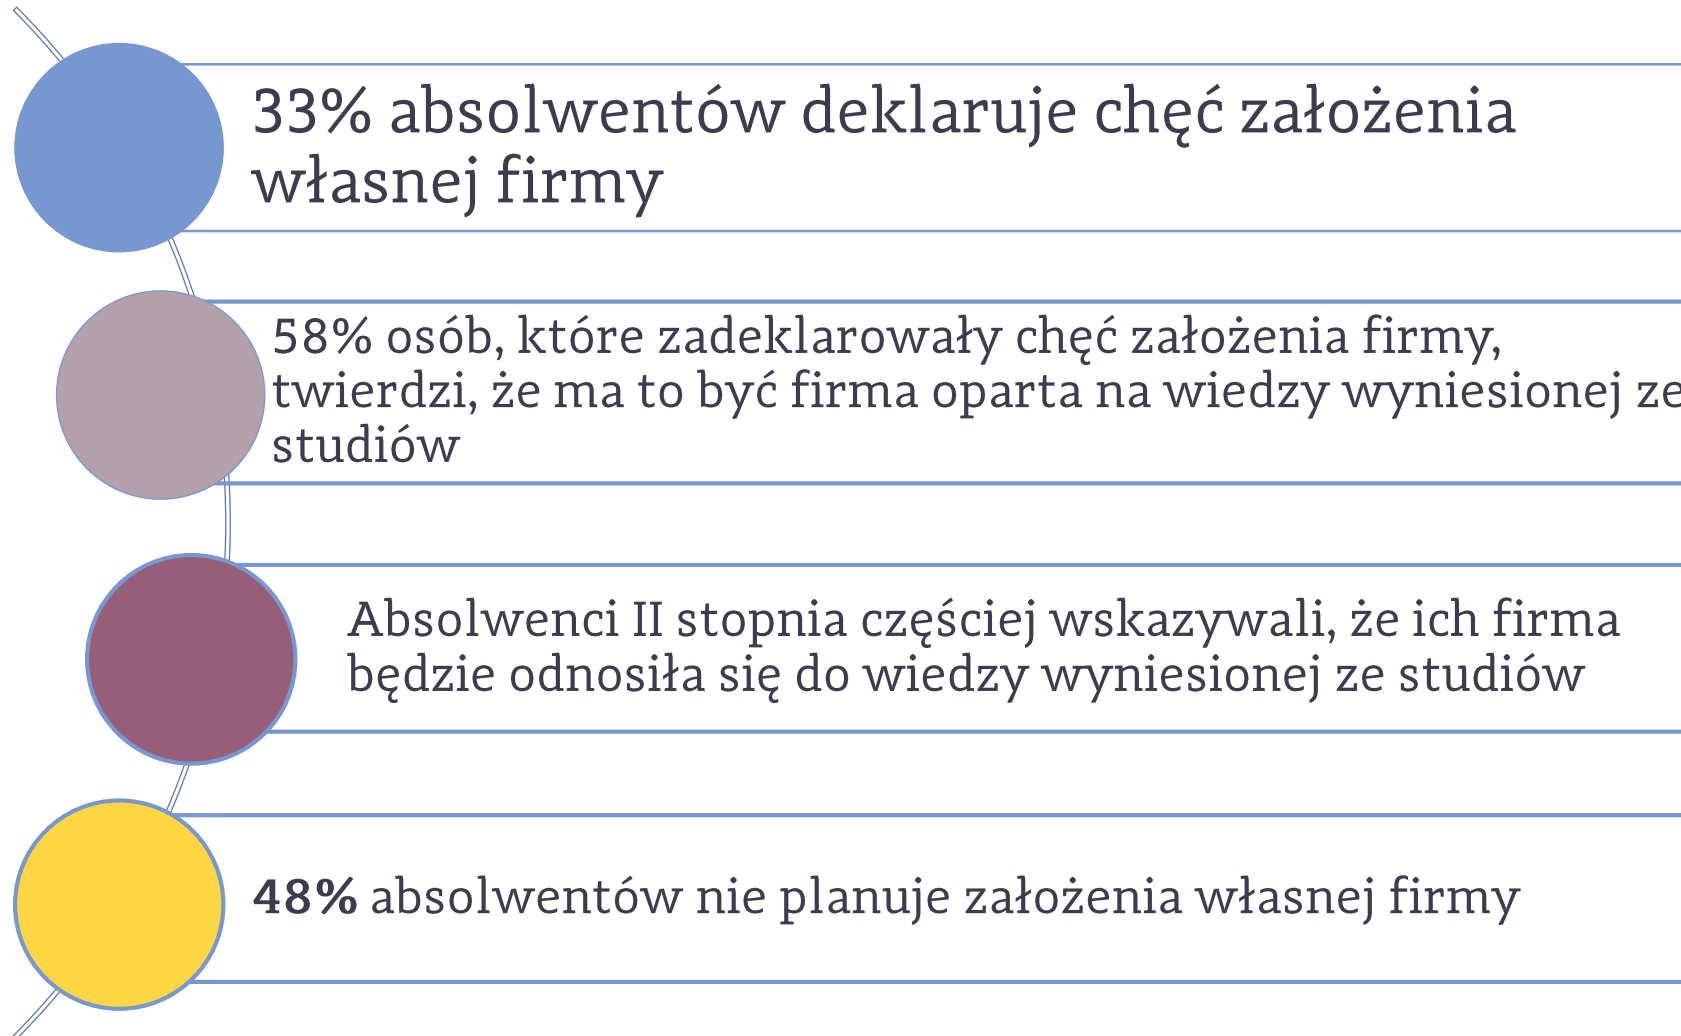 33% absolwentów deklaruje chęć założenia
własnej firmy
58% osób, które zadeklarowały chęć założenia firmy,
twierdzi, że ma to być firma oparta na wiedzy wyniesionej ze
studiów
Absolwenci II stopnia częściej wskazywali, że ich firma
będzie odnosiła się do wiedzy wyniesionej ze studiów
48% absolwentów nie planuje założenia własnej firmy